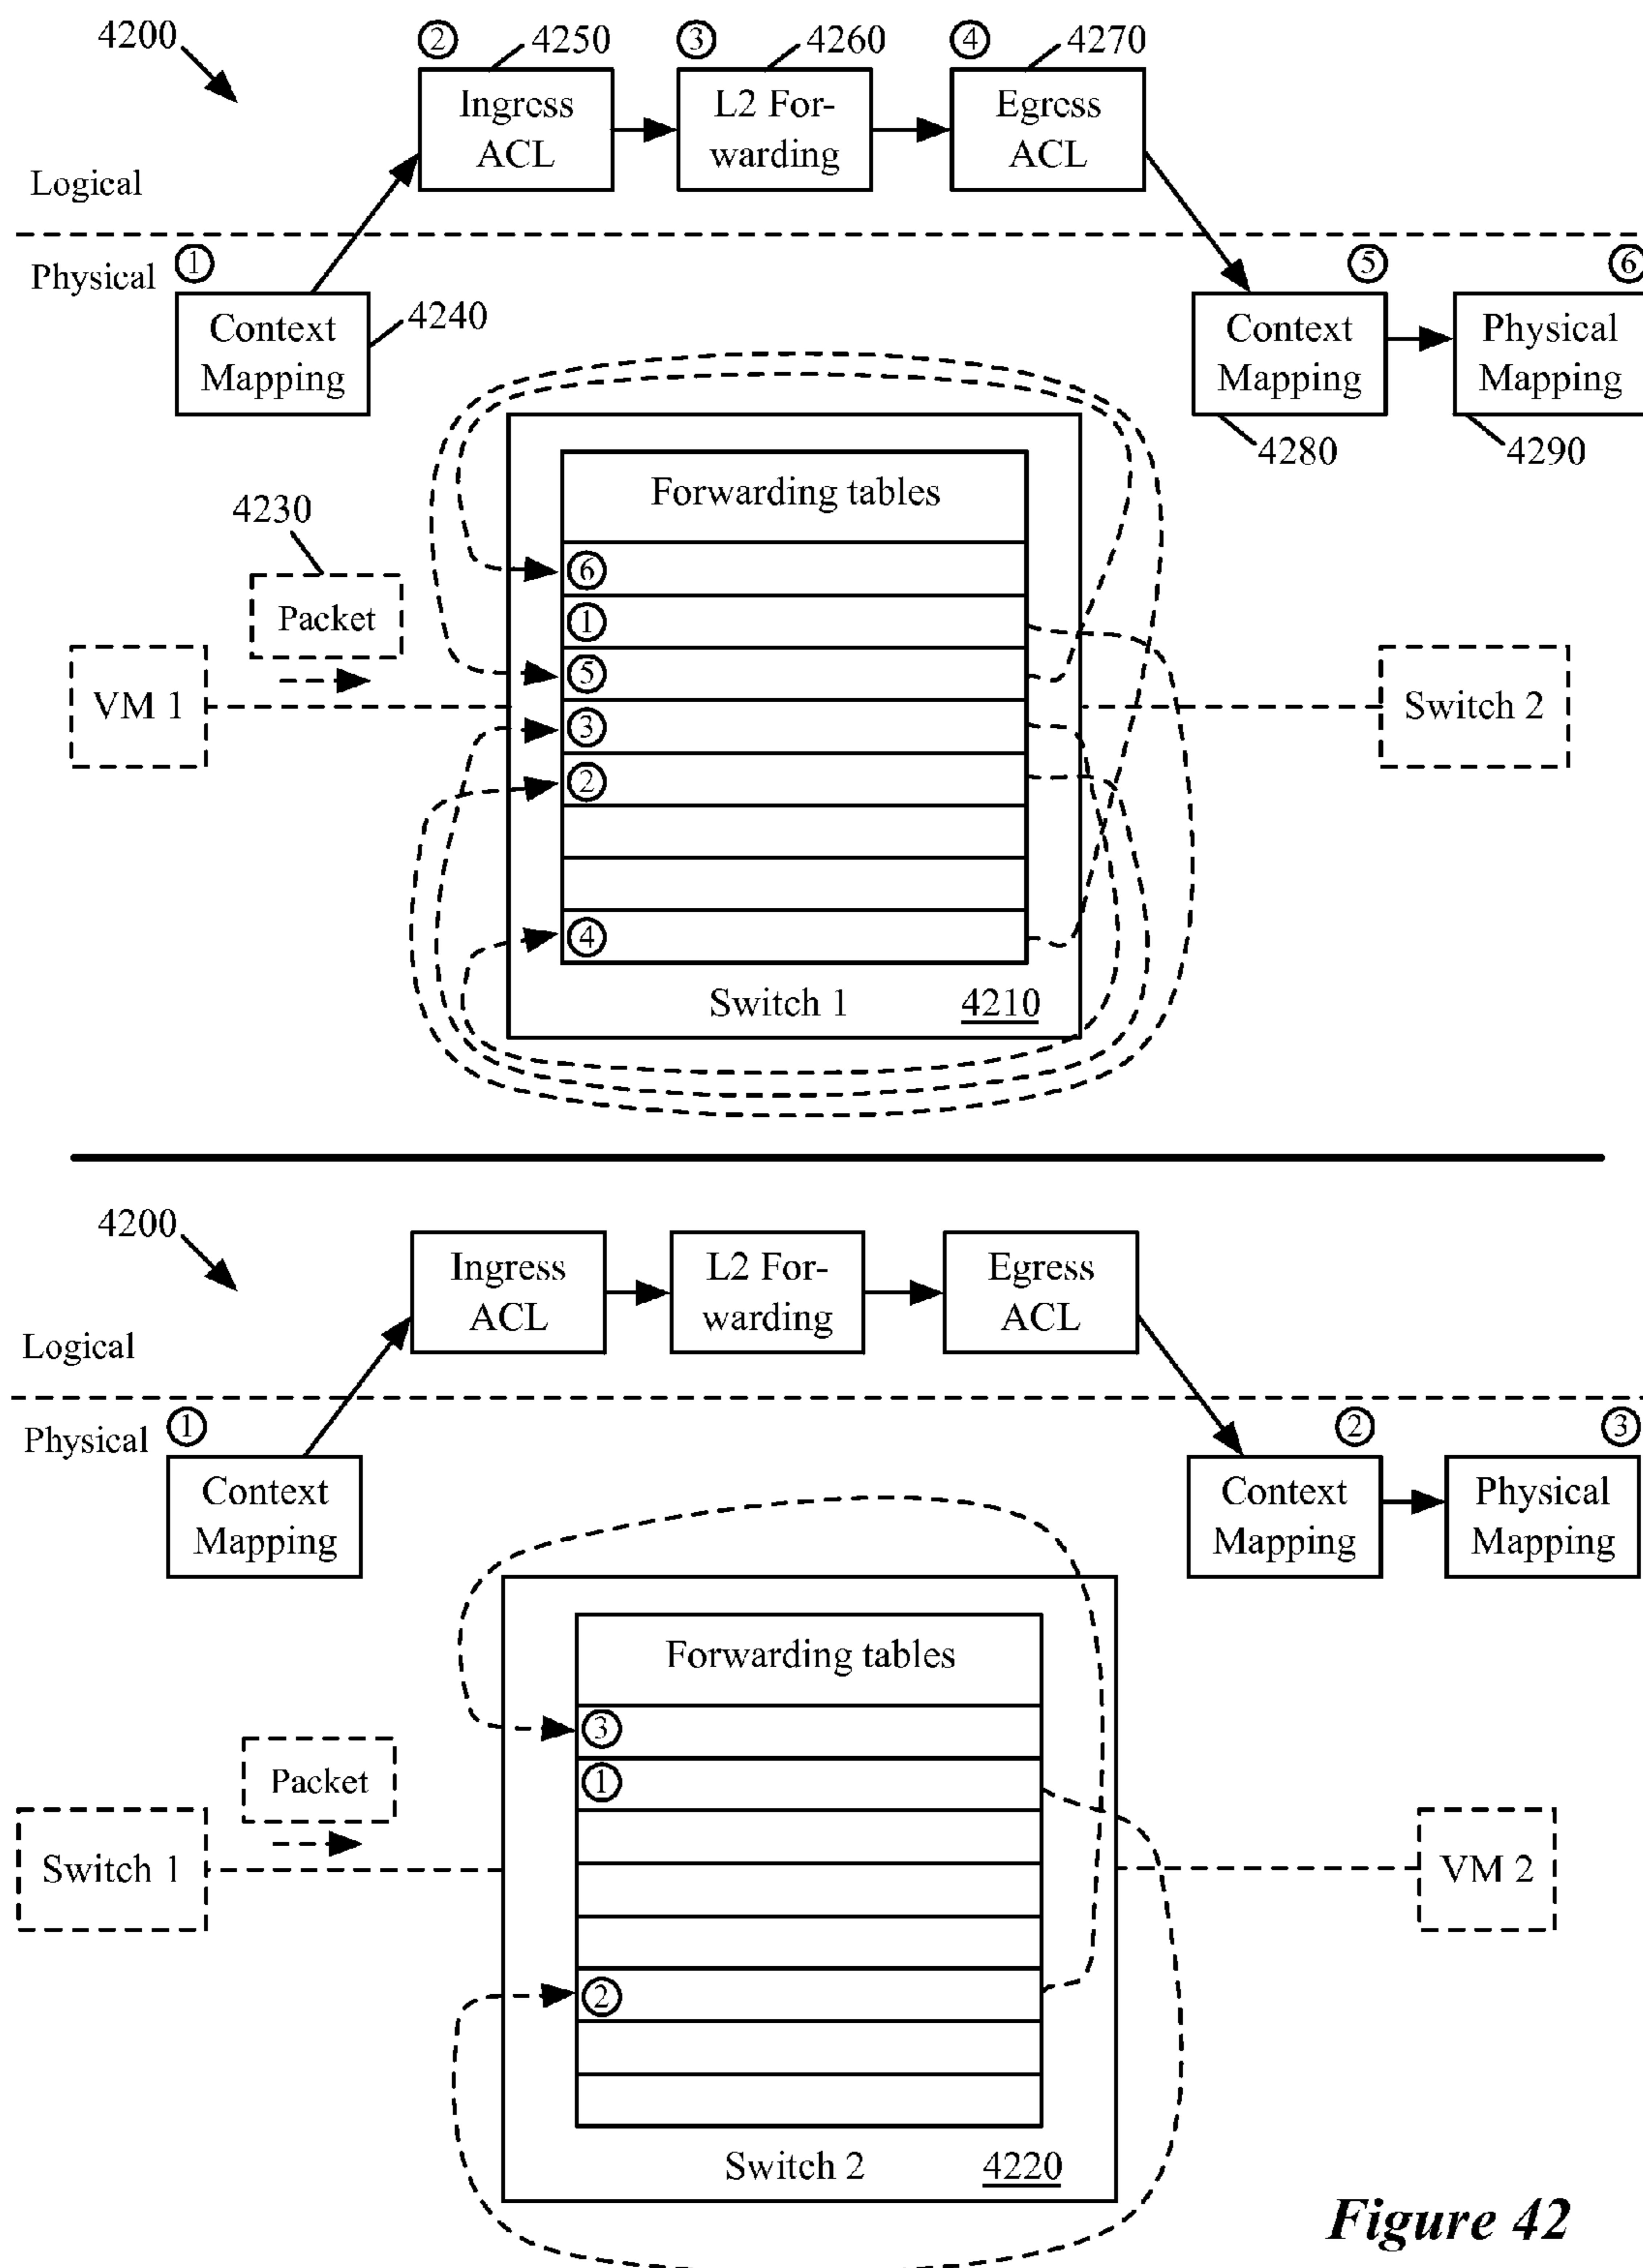 4200
② 4250 ③ 4260 ④ 4270
Ingress
ACL
L2 For-
warding
Egress
ACL
Logical
Physical ① ⑤ ⑥
Context
Mapping
4240
Context
Mapping
Physical
Mapping
4280
4290
Forwarding tables
⑥
①
⑤
③
②
④
4230
Packet
VM 1
Switch 2
Switch 1 4210
4200
Ingress
ACL
L2 For-
warding
Egress
ACL
Logical
Physical ① ② ③
Context
Mapping
Context
Mapping
Physical
Mapping
Forwarding tables
③
①
②
Packet
Switch 1
VM 2
Switch 2 4220
Figure 42